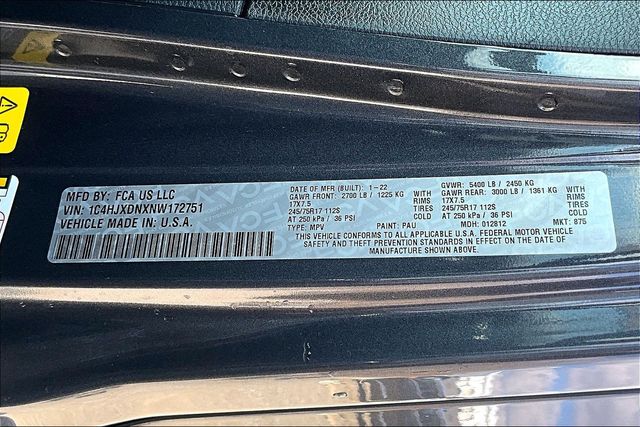 MFD BY: FCA US LLC
VIN: 1C4HJXDNXNW172751
VEHICLE MADE IN: U.S.A.
DATE OF MFR (BUILT): 1-22
GAWR FRONT: 2700 LB / 1225 KG WITH
17X7.5 RIMS
245/75R17 112S TIRES
AT 250 kPa / 36 PSI
TYPE: MPV PAINT: PAU
GVWR: 5400 LB / 2450 KG
GAWR REAR: 3000 LB / 1361 KG WITH
17X7.5 RIMS
245/75R17 112S TIRES
AT 250 kPa / 36 PSI
MDH: 012812 MKT: 875
THIS VEHICLE CONFORMS TO ALL APPLICABLE U.S.A. FEDERAL MOTOR VEHICLE
SAFETY AND THEFT PREVENTION STANDARDS IN EFFECT ON THE DATE OF
MANUFACTURE SHOWN ABOVE.